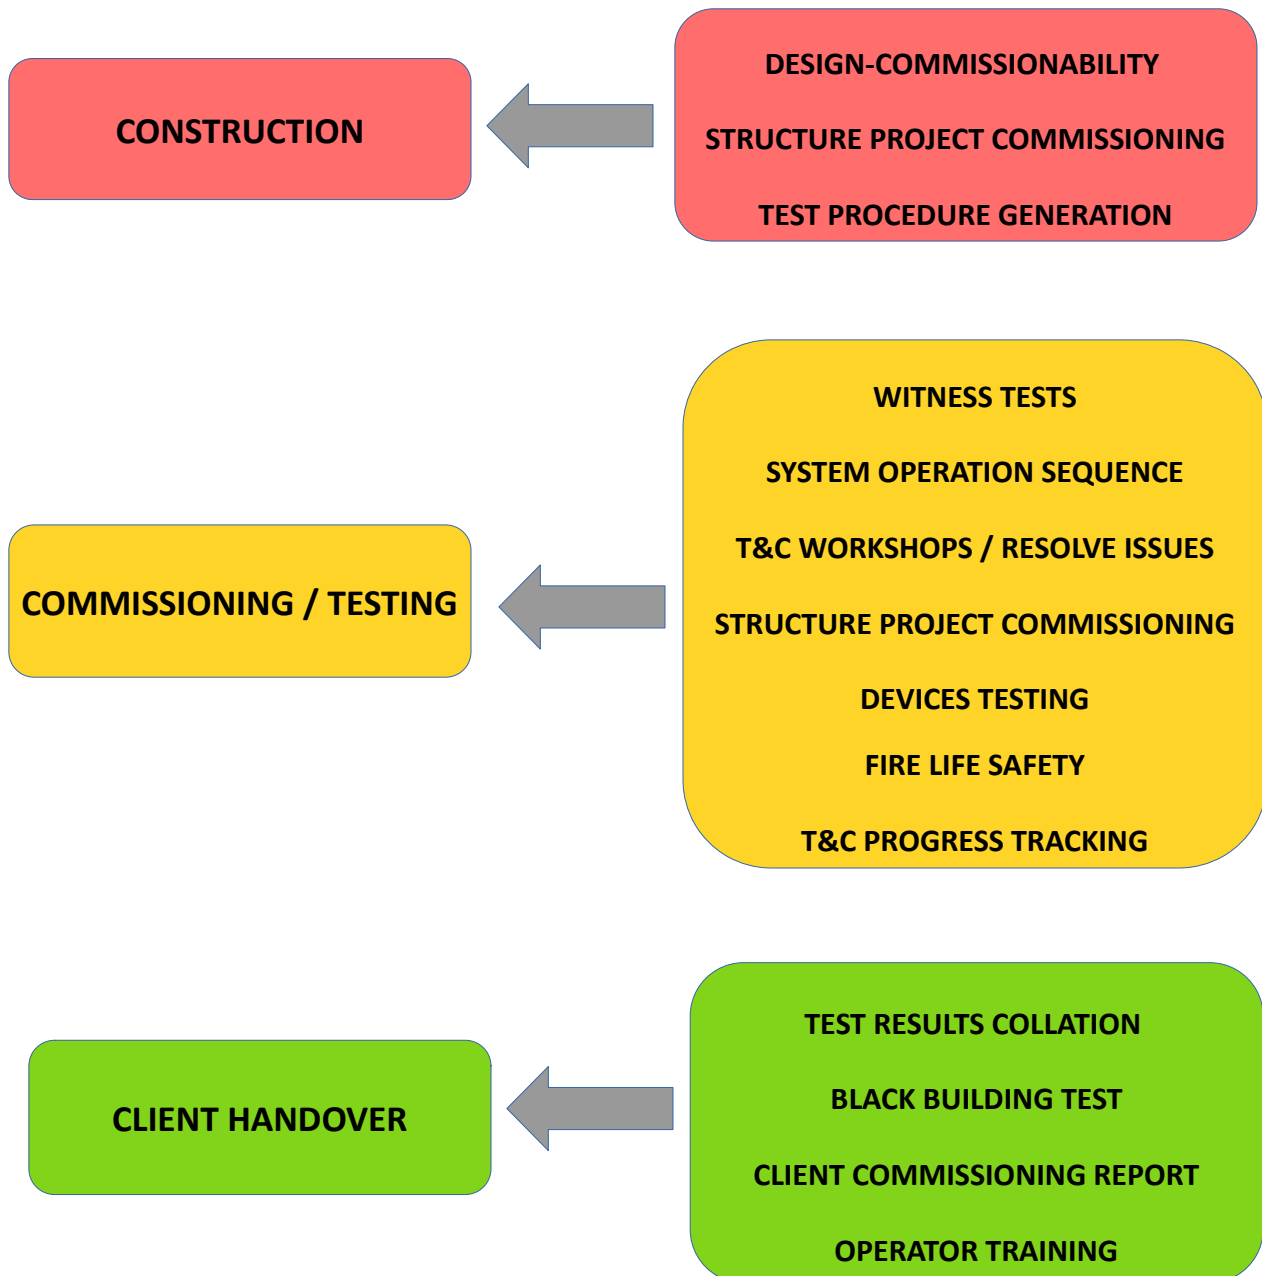 CONSTRUCTION
DESIGN-COMMISSIONABILITY
STRUCTURE PROJECT COMMISSIONING
TEST PROCEDURE GENERATION
COMMISSIONING / TESTING
WITNESS TESTS
SYSTEM OPERATION SEQUENCE
T&C WORKSHOPS / RESOLVE ISSUES
STRUCTURE PROJECT COMMISSIONING
DEVICES TESTING
FIRE LIFE SAFETY
T&C PROGRESS TRACKING
CLIENT HANDOVER
TEST RESULTS COLLATION
BLACK BUILDING TEST
CLIENT COMMISSIONING REPORT
OPERATOR TRAINING